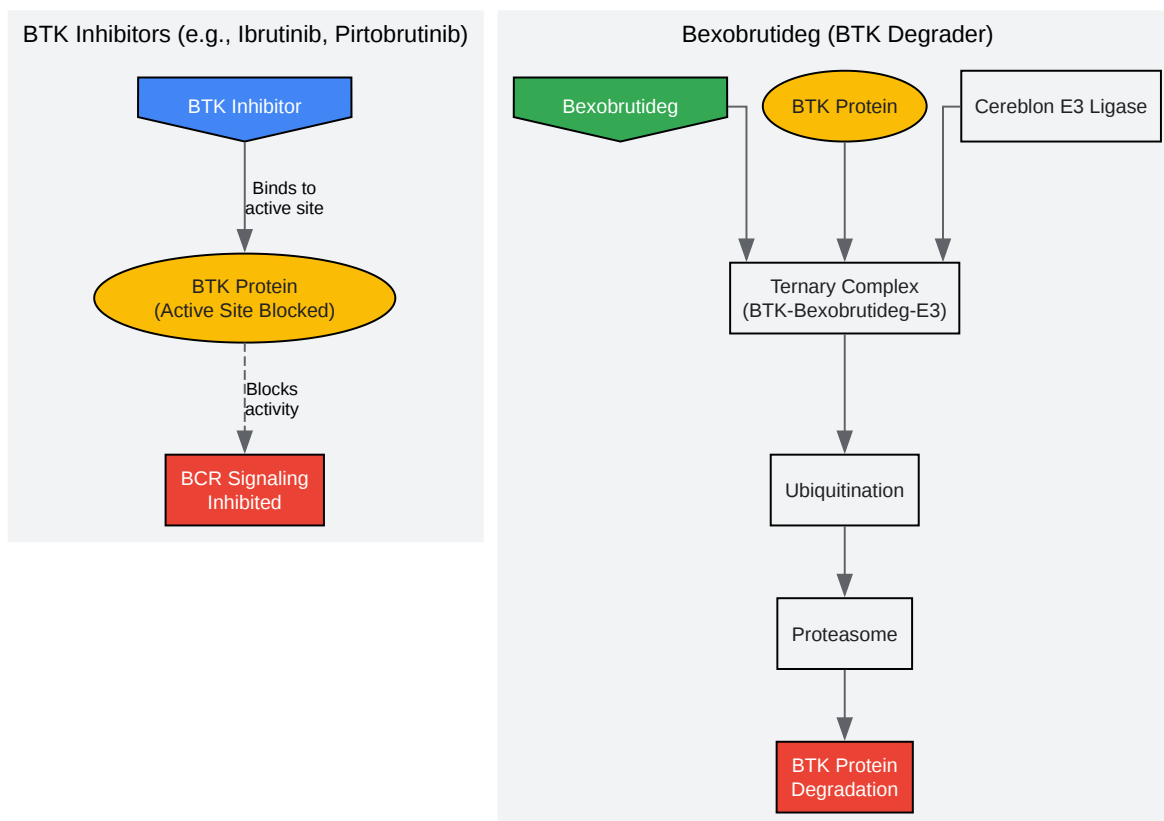 BTK Inhibitors (e.g., Ibrutinib, Pirtobrutinib)
BTK Inhibitor
Binds to
active site
BTK Protein
(Active Site Blocked)
Blocks
activity
BCR Signaling
Inhibited
Bexobrutideg (BTK Degrader)
Bexobrutideg
BTK Protein
Cereblon E3 Ligase
Ternary Complex
(BTK-Bexobrutideg-E3)
Ubiquitination
Proteasome
BTK Protein
Degradation